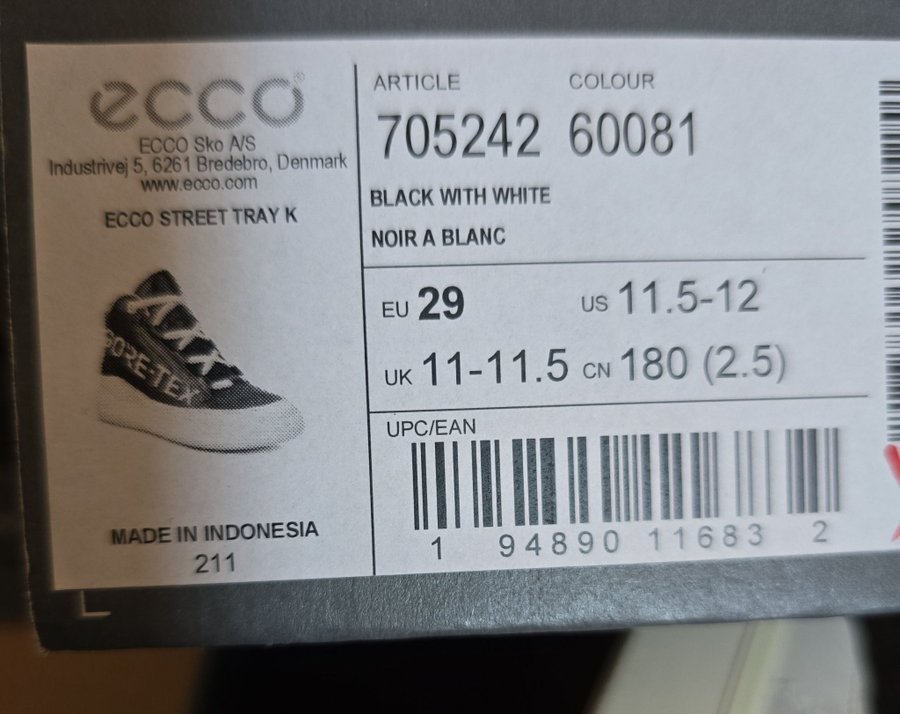 ecco®
ECCO Sko A/S
Industrivej 5, 6261 Bredebro, Denmark
www.ecco.com
ECCO STREET TRAY K
GORE-TEX
MADE IN INDONESIA
211
ARTICLE COLOUR
705242 60081
BLACK WITH WHITE
NOIR A BLANC
EU 29 US 11.5-12
UK 11-11.5 CN 180 (2.5)
UPC/EAN
1 94890 11683 2